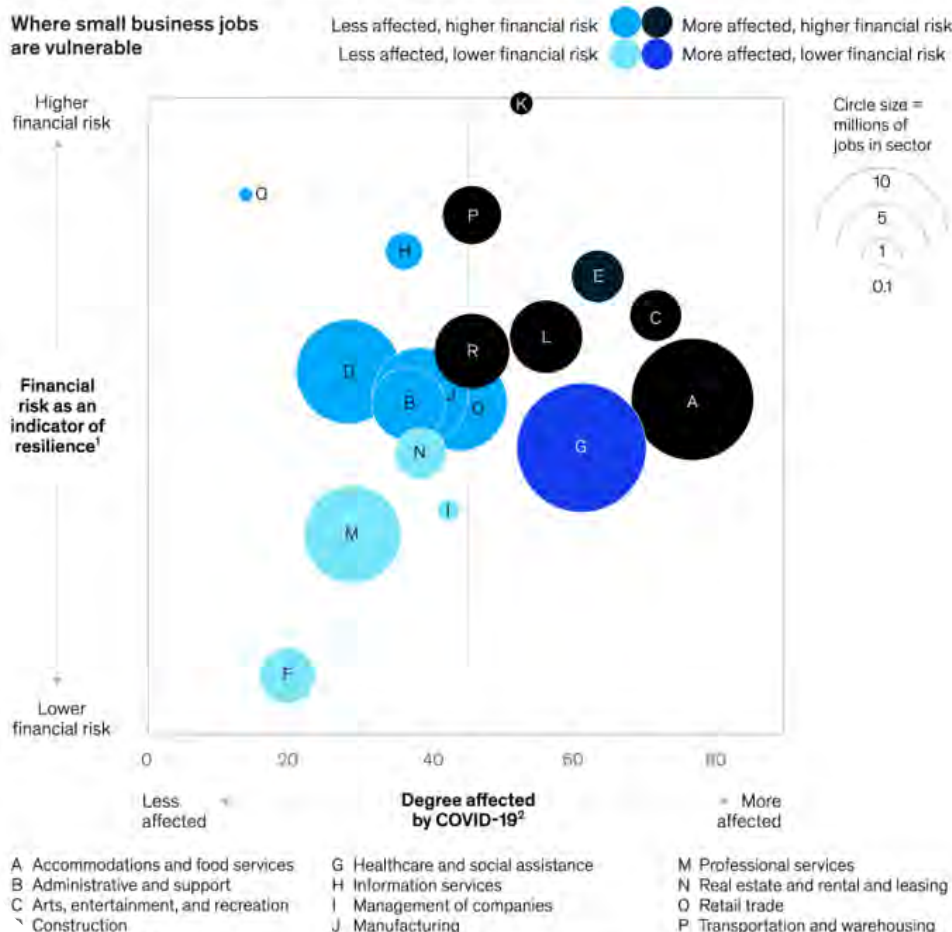 Where small business jobs
are vulnerable
Less affected, higher financial risk
More affected, higher financial risk
Less affected, lower financial risk
More affected, lower financial risk
Higher
financial risk
Financial
risk as an
indicator of
resilience¹
Lower
financial risk
Circle size =
millions of
jobs in sector
10
5
1
0.1
K
Q
P
H
E
C
L
R
D
B
J
O
A
G
N
I
M
F
0
20
40
60
80
Less
affected
Degree affected
by COVID-19²
More
affected
A Accommodations and food services
B Administrative and support
C Arts, entertainment, and recreation
Construction
G Healthcare and social assistance
H Information services
I Management of companies
J Manufacturing
M Professional services
N Real estate and rental and leasing
O Retail trade
P Transportation and warehousing